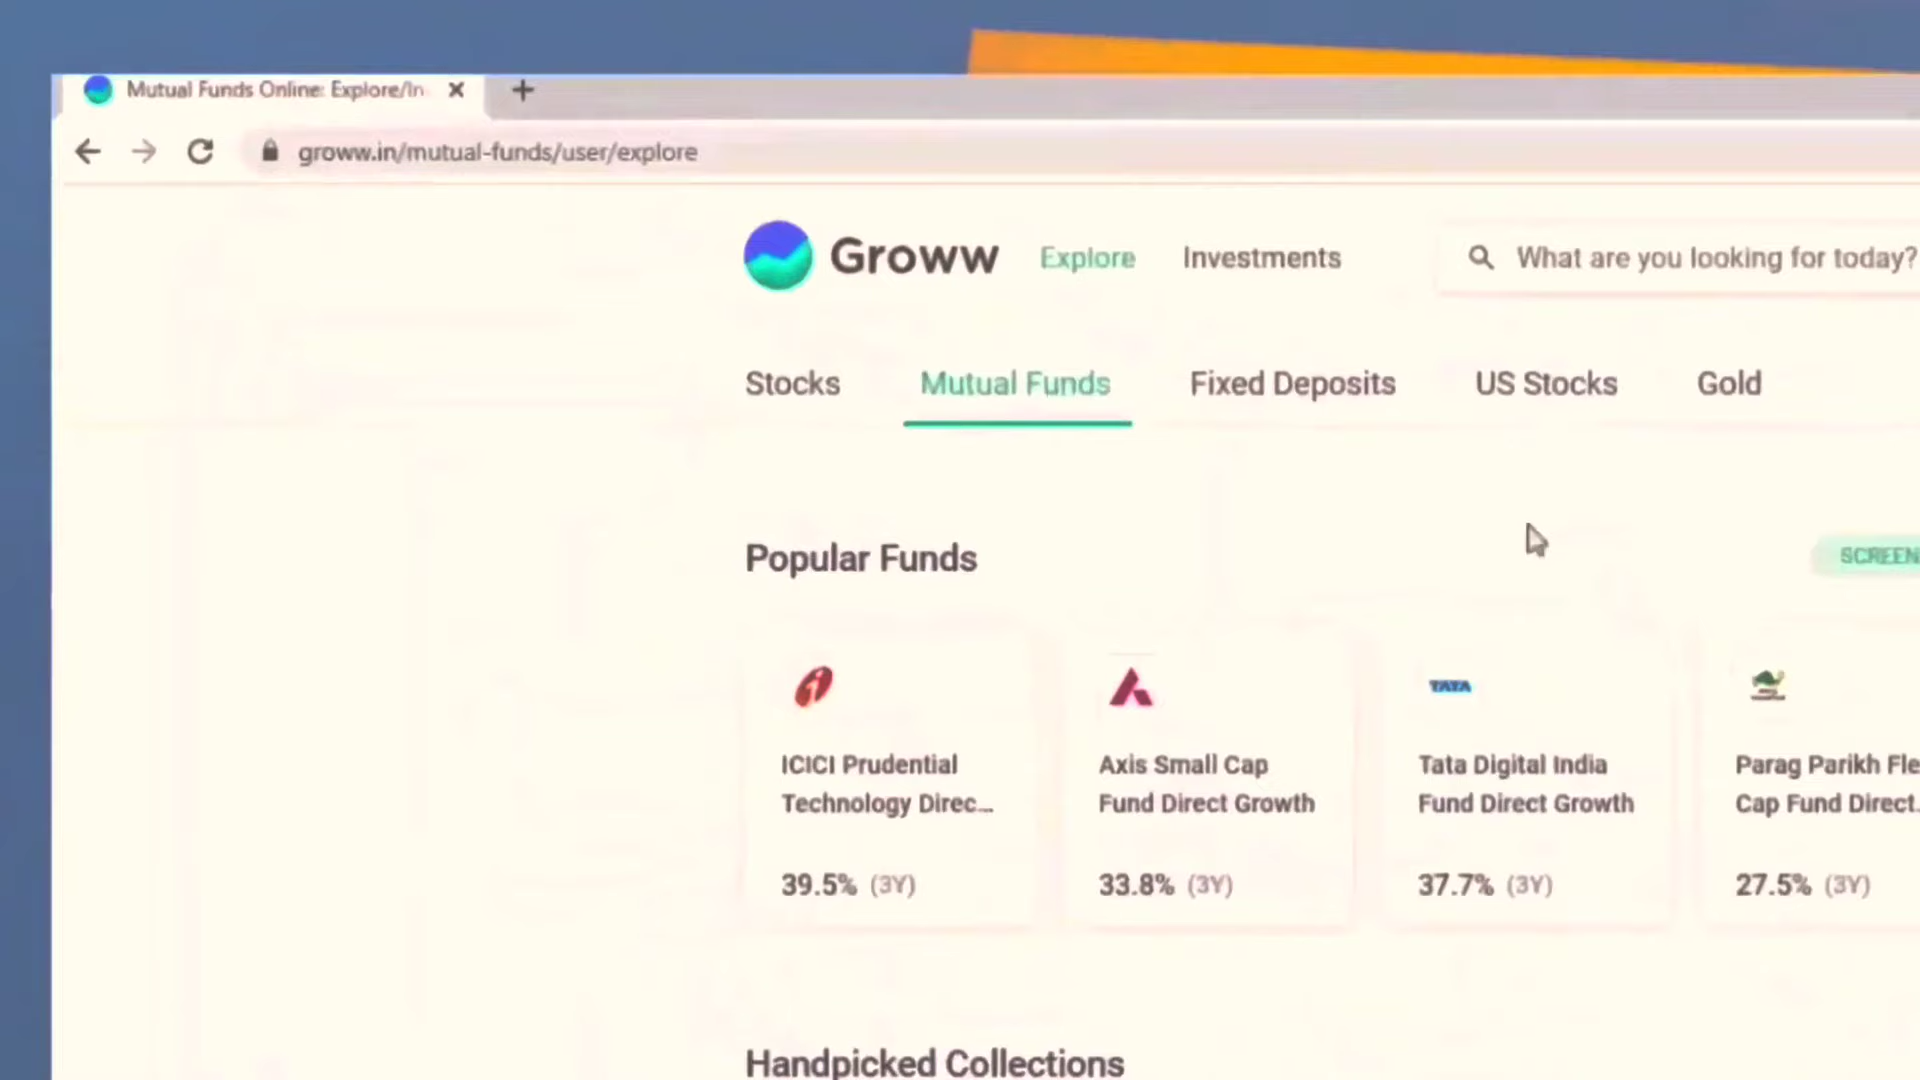 Mutual Funds Online: Explore/In
groww.in/mutual-funds/user/explore
Groww Explore Investments What are you looking for today?
Stocks Mutual Funds Fixed Deposits US Stocks Gold
Popular Funds SCREEN
TATA
ICICI Prudential
Technology Direc...
39.5% (3Y)
Axis Small Cap
Fund Direct Growth
33.8% (3Y)
Tata Digital India
Fund Direct Growth
37.7% (3Y)
Parag Parikh Fle
Cap Fund Direct.
27.5% (3Y)
Handpicked Collections